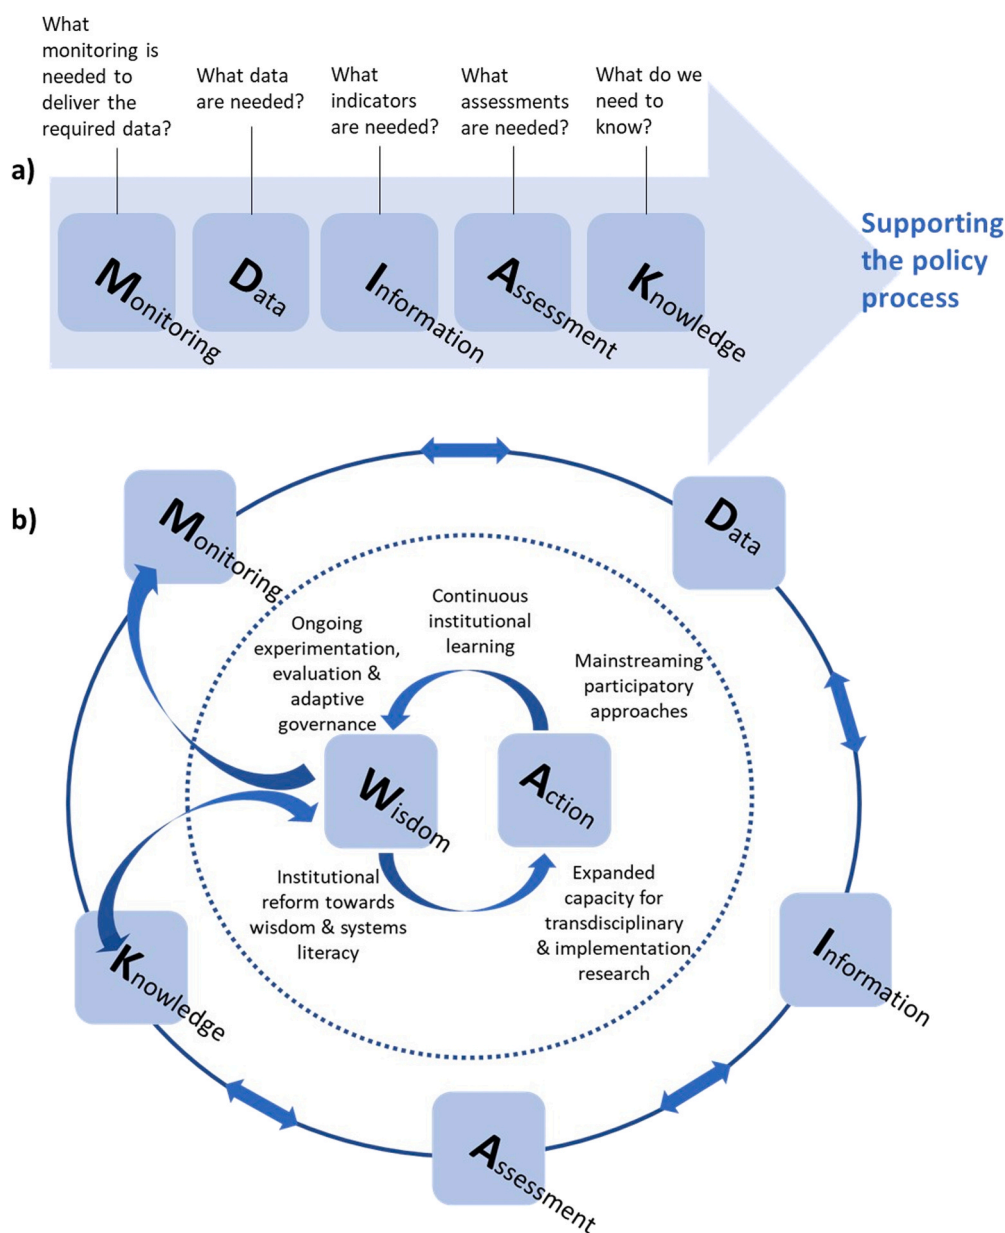 What
monitoring is
needed to
deliver the
required data?
What data
are needed?
What
indicators
are needed?
What
assessments
are needed?
What do we
need to
know?
a)
Monitoring
Data
Information
Assessment
Knowledge
Supporting
the policy
process
b)
Monitoring
Data
Ongoing
experimentation,
evaluation &
adaptive
governance
Continuous
institutional
learning
Mainstreaming
participatory
approaches
Wisdom
Action
Institutional
reform towards
wisdom & systems
literacy
Expanded
capacity for
transdisciplinary
& implementation
research
Knowledge
Information
Assessment